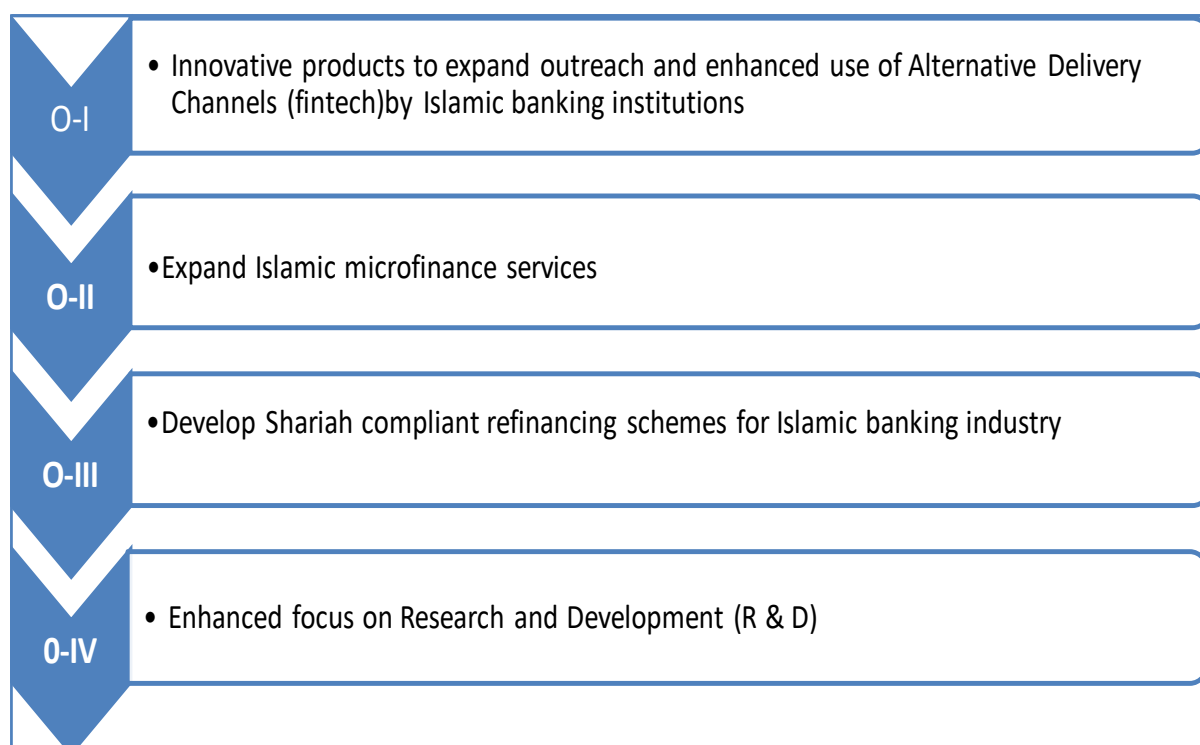 O-I
• Innovative products to expand outreach and enhanced use of Alternative Delivery
Channels (fintech)by Islamic banking institutions
O-II
•Expand Islamic microfinance services
O-III
•Develop Shariah compliant refinancing schemes for Islamic banking industry
0-IV
• Enhanced focus on Research and Development (R & D)